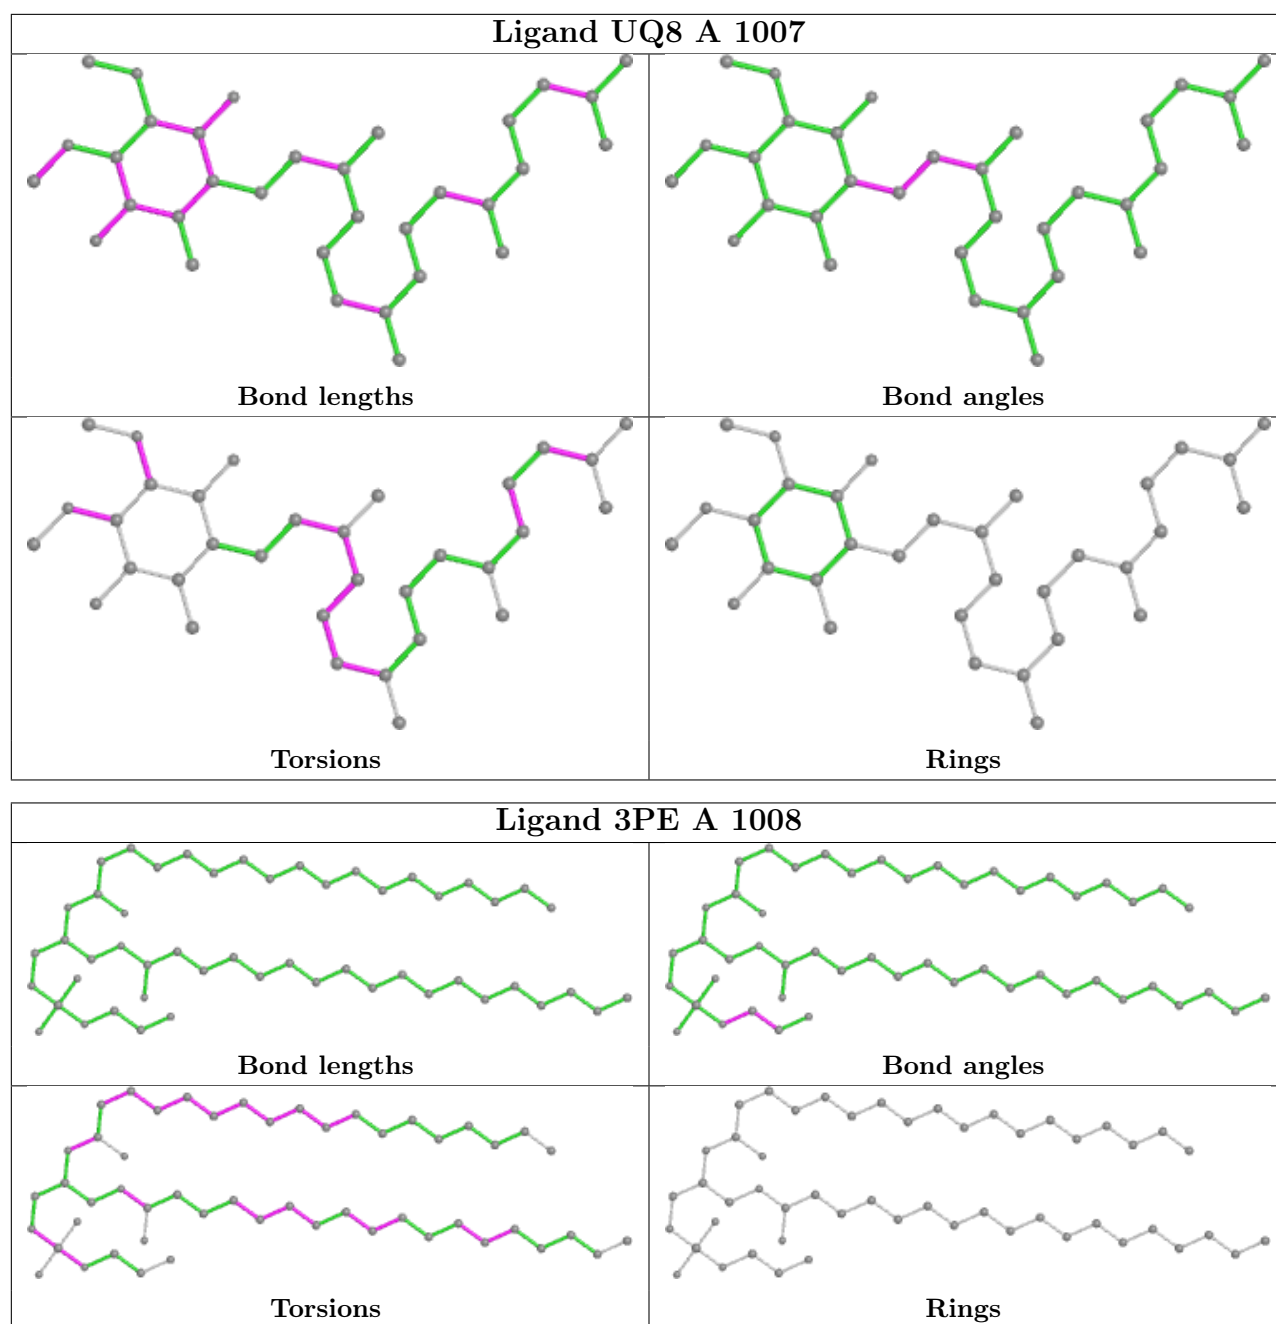 Ligand UQ8 A 1007
Bond lengths
Bond angles
Torsions
Rings
Ligand 3PE A 1008
Bond lengths
Bond angles
Torsions
Rings